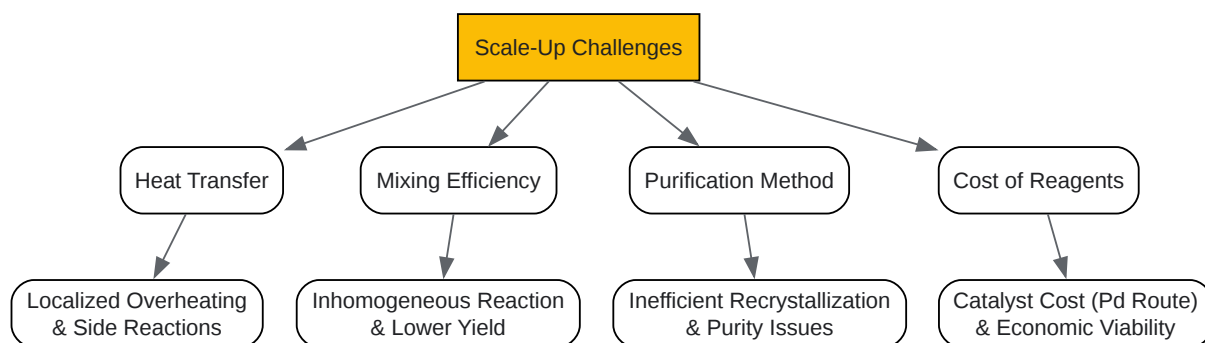 Scale-Up Challenges
Heat Transfer
Mixing Efficiency
Purification Method
Cost of Reagents
Localized Overheating
& Side Reactions
Inhomogeneous Reaction
& Lower Yield
Inefficient Recrystallization
& Purity Issues
Catalyst Cost (Pd Route)
& Economic Viability